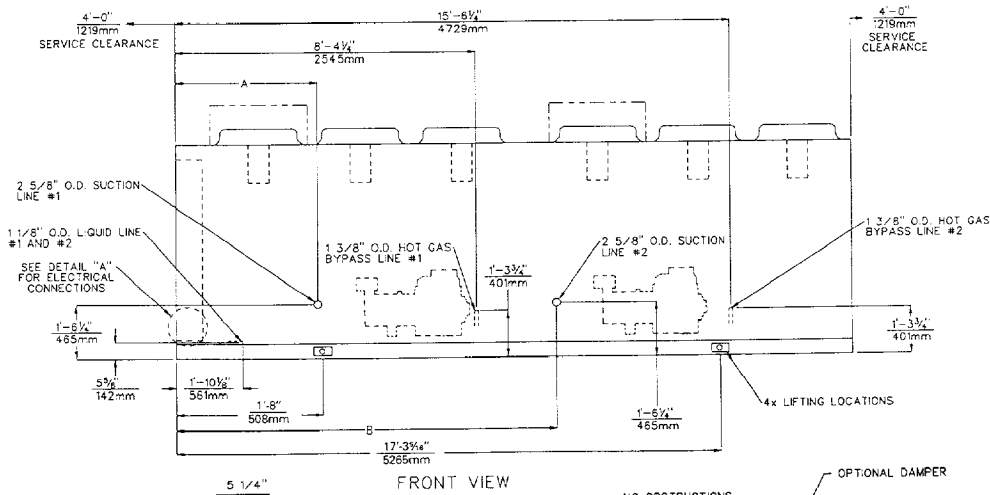 4'-0"
1219mm
SERVICE CLEARANCE
15'-6¼"
4729mm
4'-0"
1219mm
SERVICE
CLEARANCE
8'-4¼"
2545mm
A
2 5/8" O.D. SUCTION
LINE #1
1 1/8" O.D. LIQUID LINE
#1 AND #2
SEE DETAIL "A"
FOR ELECTRICAL
CONNECTIONS
1 3/8" O.D. HOT GAS
BYPASS LINE #1
2 5/8" O.D. SUCTION
LINE #2
1 3/8" O.D. HOT GAS
BYPASS LINE #2
1'-3¾"
401mm
1'-6¼"
465mm
1'-3¾"
401mm
5⅝"
142mm
1'-10⅛"
561mm
1'-8"
508mm
1'-6¼"
465mm
4x LIFTING LOCATIONS
B
17'-3 5/16"
5265mm
5 1/4"
FRONT VIEW
NO OBSTRUCTIONS
OPTIONAL DAMPER